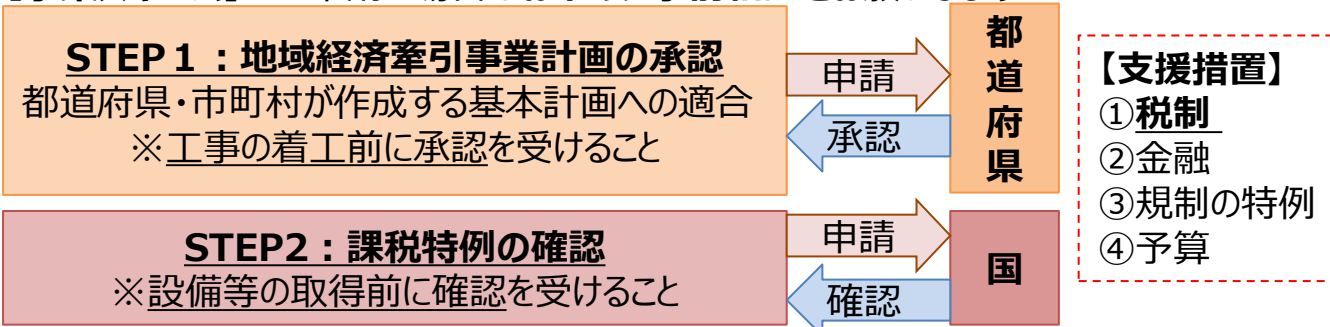 STEP１：地域経済牽引事業計画の承認
都道府県・市町村が作成する基本計画への適合
※工事の着工前に承認を受けること
申請
承認
都道府県
【支援措置】
①税制
②金融
③規制の特例
④予算
STEP2：課税特例の確認
※設備等の取得前に確認を受けること
申請
確認
国